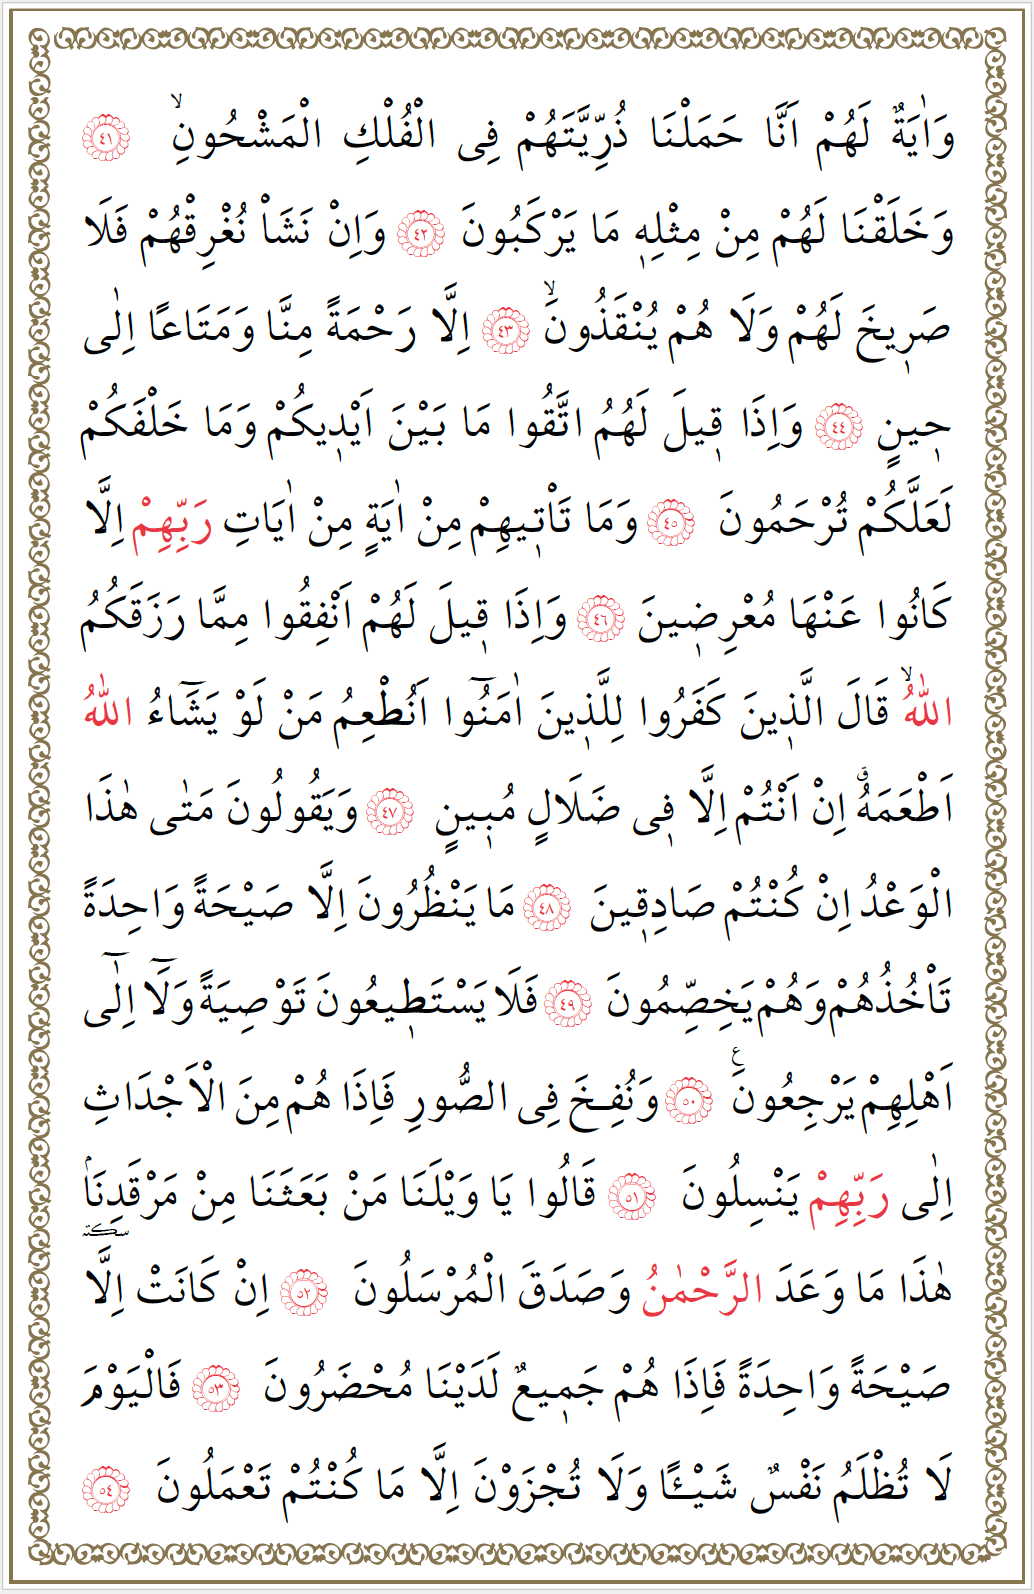 وَاٰيَةٌ لَهُمْ اَنَّا حَمَلْنَا ذُرِّيَّتَهُمْ فِى الْفُلْكِ الْمَشْحُونِۙ ﴿٤١﴾
وَخَلَقْنَا لَهُمْ مِنْ مِثْلِهٖ مَا يَرْكَبُونَ ﴿٤٢﴾ وَاِنْ نَشَاْ نُغْرِقْهُمْ فَلَا
صَرٖيخَ لَهُمْ وَلَا هُمْ يُنْقَذُونَۙ ﴿٤٣﴾ اِلَّا رَحْمَةً مِنَّا وَمَتَاعًا اِلٰى
حٖينٍ ﴿٤٤﴾ وَاِذَا قٖيلَ لَهُمُ اتَّقُوا مَا بَيْنَ اَيْدٖيكُمْ وَمَا خَلْفَكُمْ
لَعَلَّكُمْ تُرْحَمُونَ ﴿٤٥﴾ وَمَا تَاْتٖيهِمْ مِنْ اٰيَةٍ مِنْ اٰيَاتِ رَبِّهِمْ اِلَّا
كَانُوا عَنْهَا مُعْرِضٖينَ ﴿٤٦﴾ وَاِذَا قٖيلَ لَهُمْ اَنْفِقُوا مِمَّا رَزَقَكُمُ
اللّٰهُۙ قَالَ الَّذٖينَ كَفَرُوا لِلَّذٖينَ اٰمَنُٓوا اَنُطْعِمُ مَنْ لَوْ يَشَٓاءُ اللّٰهُ
اَطْعَمَهُۗ اِنْ اَنْتُمْ اِلَّا فٖى ضَلَالٍ مُبٖينٍ ﴿٤٧﴾ وَيَقُولُونَ مَتٰى هٰذَا
الْوَعْدُ اِنْ كُنْتُمْ صَادِقٖينَ ﴿٤٨﴾ مَا يَنْظُرُونَ اِلَّا صَيْحَةً وَاحِدَةً
تَاْخُذُهُمْ وَهُمْ يَخِصِّمُونَ ﴿٤٩﴾ فَلَا يَسْتَطٖيعُونَ تَوْصِيَةً وَلَٓا اِلٰٓى
اَهْلِهِمْ يَرْجِعُونَࣖ ﴿٥٠﴾ وَنُفِـخَ فِى الصُّورِ فَاِذَا هُمْ مِنَ الْاَجْدَاثِ
اِلٰى رَبِّهِمْ يَنْسِلُونَ ﴿٥١﴾ قَالُوا يَا وَيْلَنَا مَنْ بَعَثَنَا مِنْ مَرْقَدِنَاۢ سكته
هٰذَا مَا وَعَدَ الرَّحْمٰنُ وَصَدَقَ الْمُرْسَلُونَ ﴿٥٢﴾ اِنْ كَانَتْ اِلَّا
صَيْحَةً وَاحِدَةً فَاِذَا هُمْ جَمٖيعٌ لَدَيْنَا مُحْضَرُونَ ﴿٥٣﴾ فَالْيَوْمَ
لَا تُظْلَمُ نَفْسٌ شَيْـًٔا وَلَا تُجْزَوْنَ اِلَّا مَا كُنْتُمْ تَعْمَلُونَ ﴿٥٤﴾